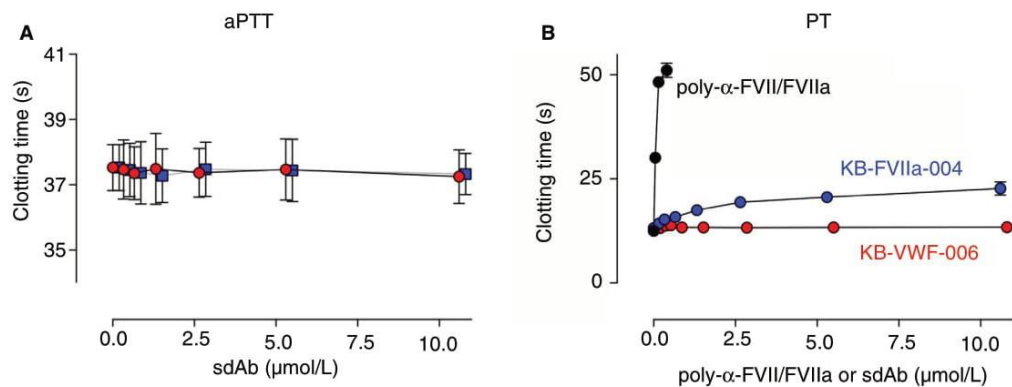 aPTT
A
41
39
37
35
Clotting time (s)
0.0 2.5 5.0 7.5 10.0
sdAb (µmol/L)
PT
B
50
25
0
Clotting time (s)
poly-α-FVII/FVIIa
KB-FVIIa-004
KB-VWF-006
0.0 2.5 5.0 7.5 10.0
poly-α-FVII/FVIIa or sdAb (µmol/L)